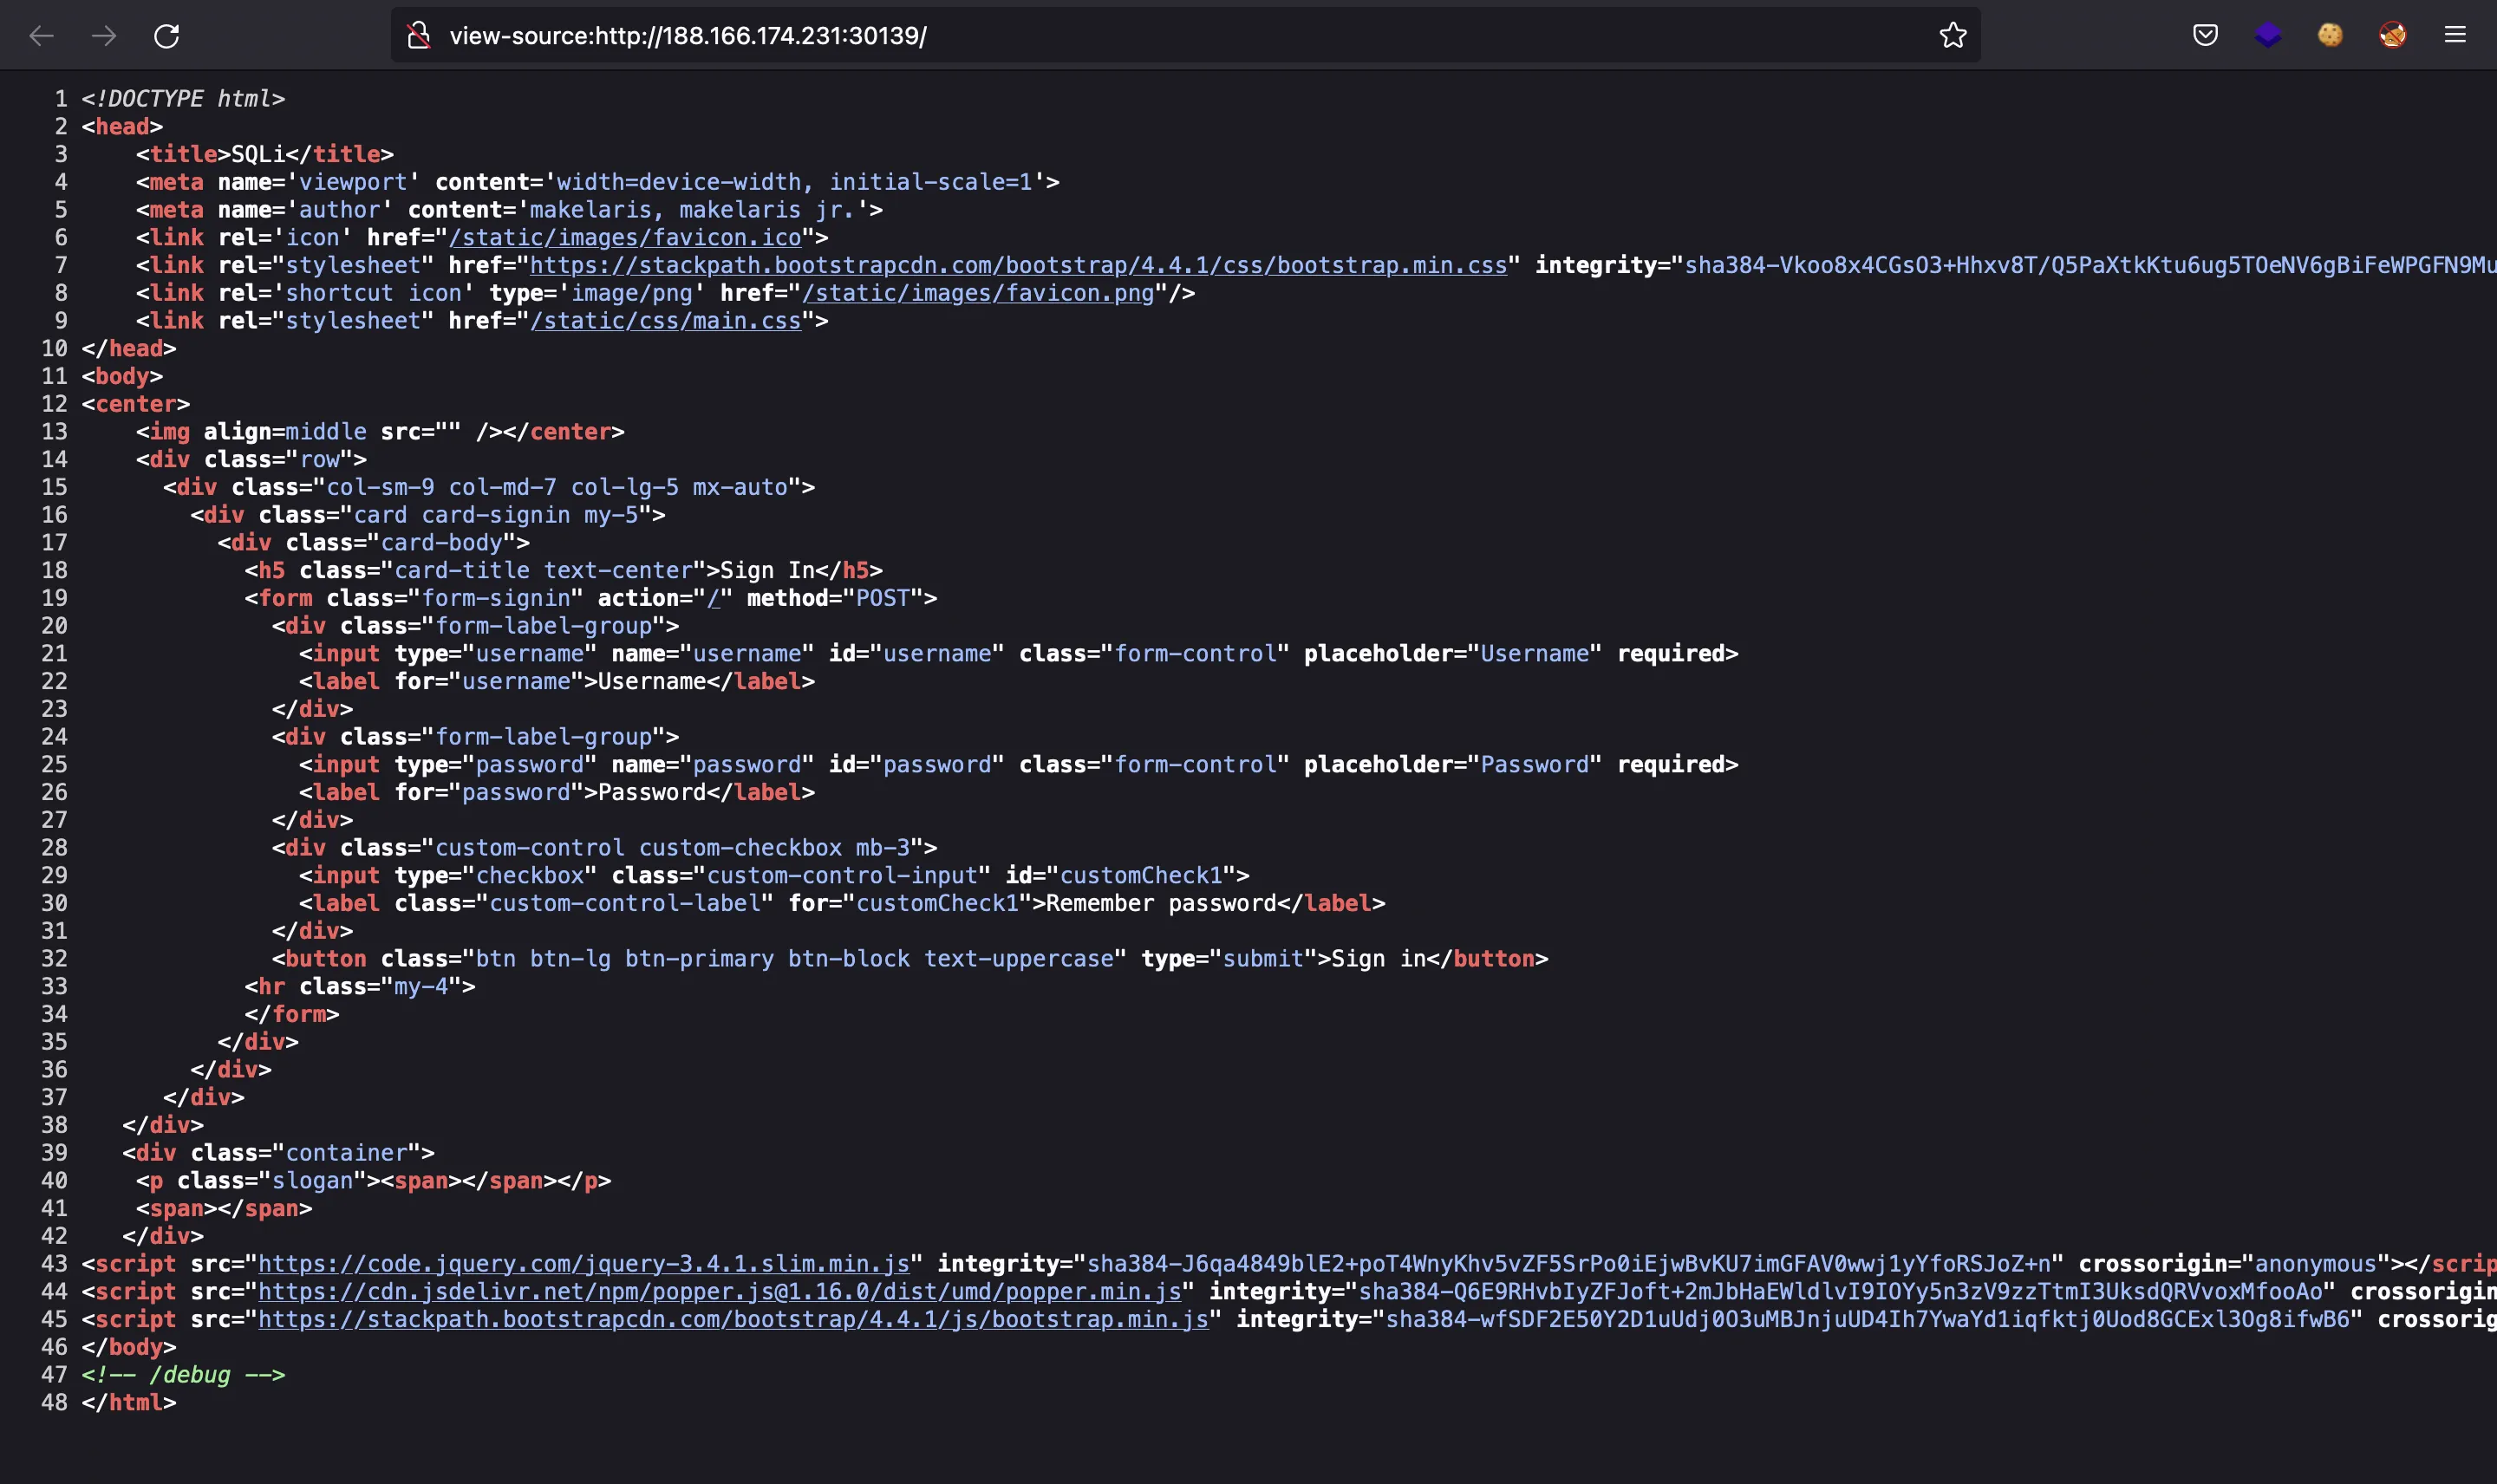 view-source:http://188.166.174.231:30139/
1 <!DOCTYPE html>
2 <head>
3     <title>SQLi</title>
4     <meta name='viewport' content='width=device-width, initial-scale=1'>
5     <meta name='author' content='makelaris, makelaris jr.'>
6     <link rel='icon' href="/static/images/favicon.ico">
7     <link rel="stylesheet" href="https://stackpath.bootstrapcdn.com/bootstrap/4.4.1/css/bootstrap.min.css" integrity="sha384-Vkoo8x4CGsO3+Hhxv8T/Q5PaXtkKtu6ug5TOeNV6gBiFeWPGFN9Mu
8     <link rel='shortcut icon' type='image/png' href="/static/images/favicon.png"/>
9     <link rel="stylesheet" href="/static/css/main.css">
10 </head>
11 <body>
12 <center>
13     <img align=middle src="" /></center>
14     <div class="row">
15       <div class="col-sm-9 col-md-7 col-lg-5 mx-auto">
16         <div class="card card-signin my-5">
17           <div class="card-body">
18             <h5 class="card-title text-center">Sign In</h5>
19             <form class="form-signin" action="/" method="POST">
20               <div class="form-label-group">
21                 <input type="username" name="username" id="username" class="form-control" placeholder="Username" required>
22                 <label for="username">Username</label>
23               </div>
24               <div class="form-label-group">
25                 <input type="password" name="password" id="password" class="form-control" placeholder="Password" required>
26                 <label for="password">Password</label>
27               </div>
28               <div class="custom-control custom-checkbox mb-3">
29                 <input type="checkbox" class="custom-control-input" id="customCheck1">
30                 <label class="custom-control-label" for="customCheck1">Remember password</label>
31               </div>
32               <button class="btn btn-lg btn-primary btn-block text-uppercase" type="submit">Sign in</button>
33             <hr class="my-4">
34             </form>
35           </div>
36         </div>
37       </div>
38    </div>
39    <div class="container">
40     <p class="slogan"><span></span></p>
41     <span></span>
42    </div>
43 <script src="https://code.jquery.com/jquery-3.4.1.slim.min.js" integrity="sha384-J6qa4849blE2+poT4WnyKhv5vZF5SrPo0iEjwBvKU7imGFAV0wwj1yYfoRSJoZ+n" crossorigin="anonymous"></scrip
44 <script src="https://cdn.jsdelivr.net/npm/popper.js@1.16.0/dist/umd/popper.min.js" integrity="sha384-Q6E9RHvbIyZFJoft+2mJbHaEWldlvI9IOYy5n3zV9zzTtmI3UksdQRVvoxMfooAo" crossorigin
45 <script src="https://stackpath.bootstrapcdn.com/bootstrap/4.4.1/js/bootstrap.min.js" integrity="sha384-wfSDF2E50Y2D1uUdj0O3uMBJnjuUD4Ih7YwaYd1iqfktj0Uod8GCExl3Og8ifwB6" crossorig
46 </body>
47 <!-- /debug -->
48 </html>